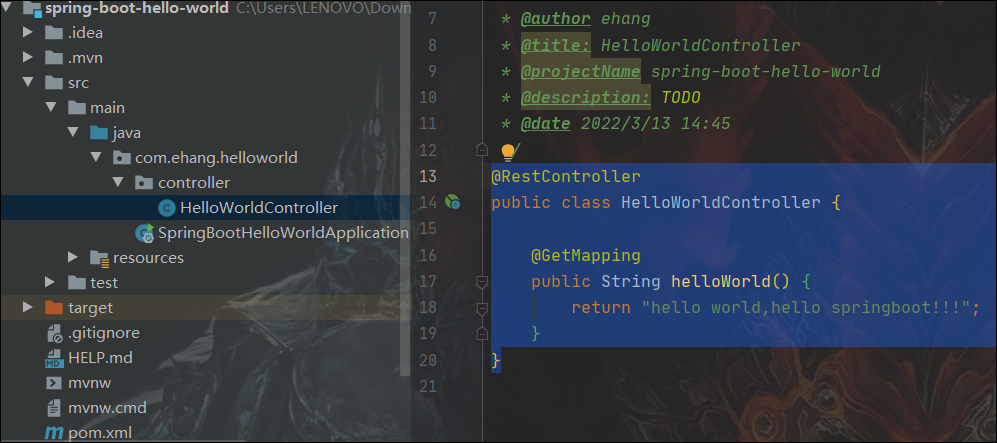 spring-boot-hello-world C:\Users\LENOVO\Down
.idea
.mvn
src
main
java
com.ehang.helloworld
controller
HelloWorldController
SpringBootHelloWorldApplication
resources
test
target
.gitignore
HELP.md
mvnw
mvnw.cmd
pom.xml
7 * @author ehang
8 * @title: HelloWorldController
9 * @projectName spring-boot-hello-world
10 * @description: TODO
11 * @date 2022/3/13 14:45
12 /
13 @RestController
14 public class HelloWorldController {
15
16 @GetMapping
17 public String helloWorld() {
18 return "hello world,hello springboot!!!";
19 }
20 }
21